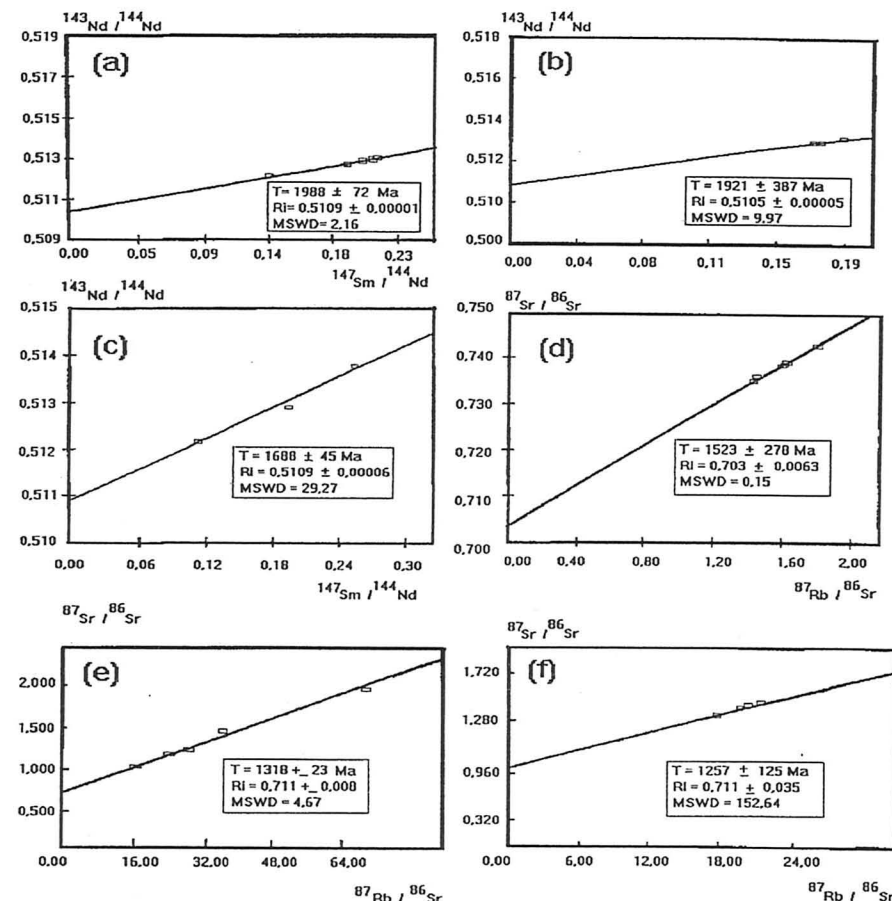 143Nd / 144Nd
0,519
0,519
0,517
0,515
0,513
0,511
0,509
(a)
T= 1988 ± 72 Ma
Ri= 0.5109 ± 0,00001
MSWD= 2,16
0,00 0,05 0,09 0,14 0,18 0,23
147Sm / 144Nd
143Nd / 144Nd
0,518
0,516
0,514
0,512
0,510
0,500
(b)
T = 1921 ± 387 Ma
Ri = 0,5105 ± 0,00005
MSWD = 9,97
0,00 0,04 0,08 0,11 0,15 0,19
143Nd / 144Nd
0,515
0,514
0,513
0,512
0,511
0,510
(c)
T = 1688 ± 45 Ma
RI = 0,5109 ± 0,00006
MSWD = 29,27
0,00 0,06 0,12 0,18 0,24 0,30
147Sm / 144Nd
87Sr / 86Sr
0,750
0,740
0,730
0,720
0,710
0,700
(d)
T = 1523 ± 278 Ma
RI = 0,703 ± 0,0063
MSWD = 0,15
0,00 0,40 0,80 1,20 1,60 2,00
87Rb / 86Sr
87Sr / 86Sr
2,000
1,500
1,000
0,500
(e)
T = 1318 +_ 23 Ma
RI = 0,711 +_ 0,008
MSWD = 4,67
0.00 16,00 32,00 48,00 64,00
87Rb / 86Sr
87Sr / 86Sr
1,720
1,280
0,960
0,320
(f)
T = 1257 ± 125 Ma
RI = 0,711 ± 0,035
MSWD = 152,64
0.00 6,00 12,00 18,00 24,00
87Rb / 86Sr